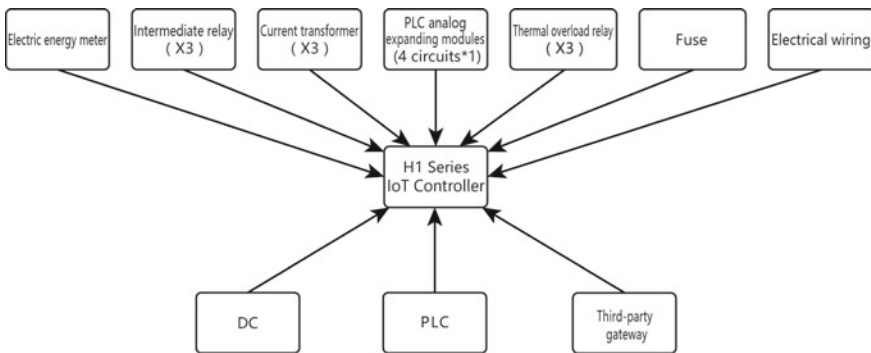 Electric energy meter
Intermediate relay
( X3 )
Current transformer
( X3 )
PLC analog
expanding modules
(4 circuits*1)
Thermal overload relay
( X3 )
Fuse
Electrical wiring
H1 Series
IoT Controller
DC
PLC
Third-party
gateway